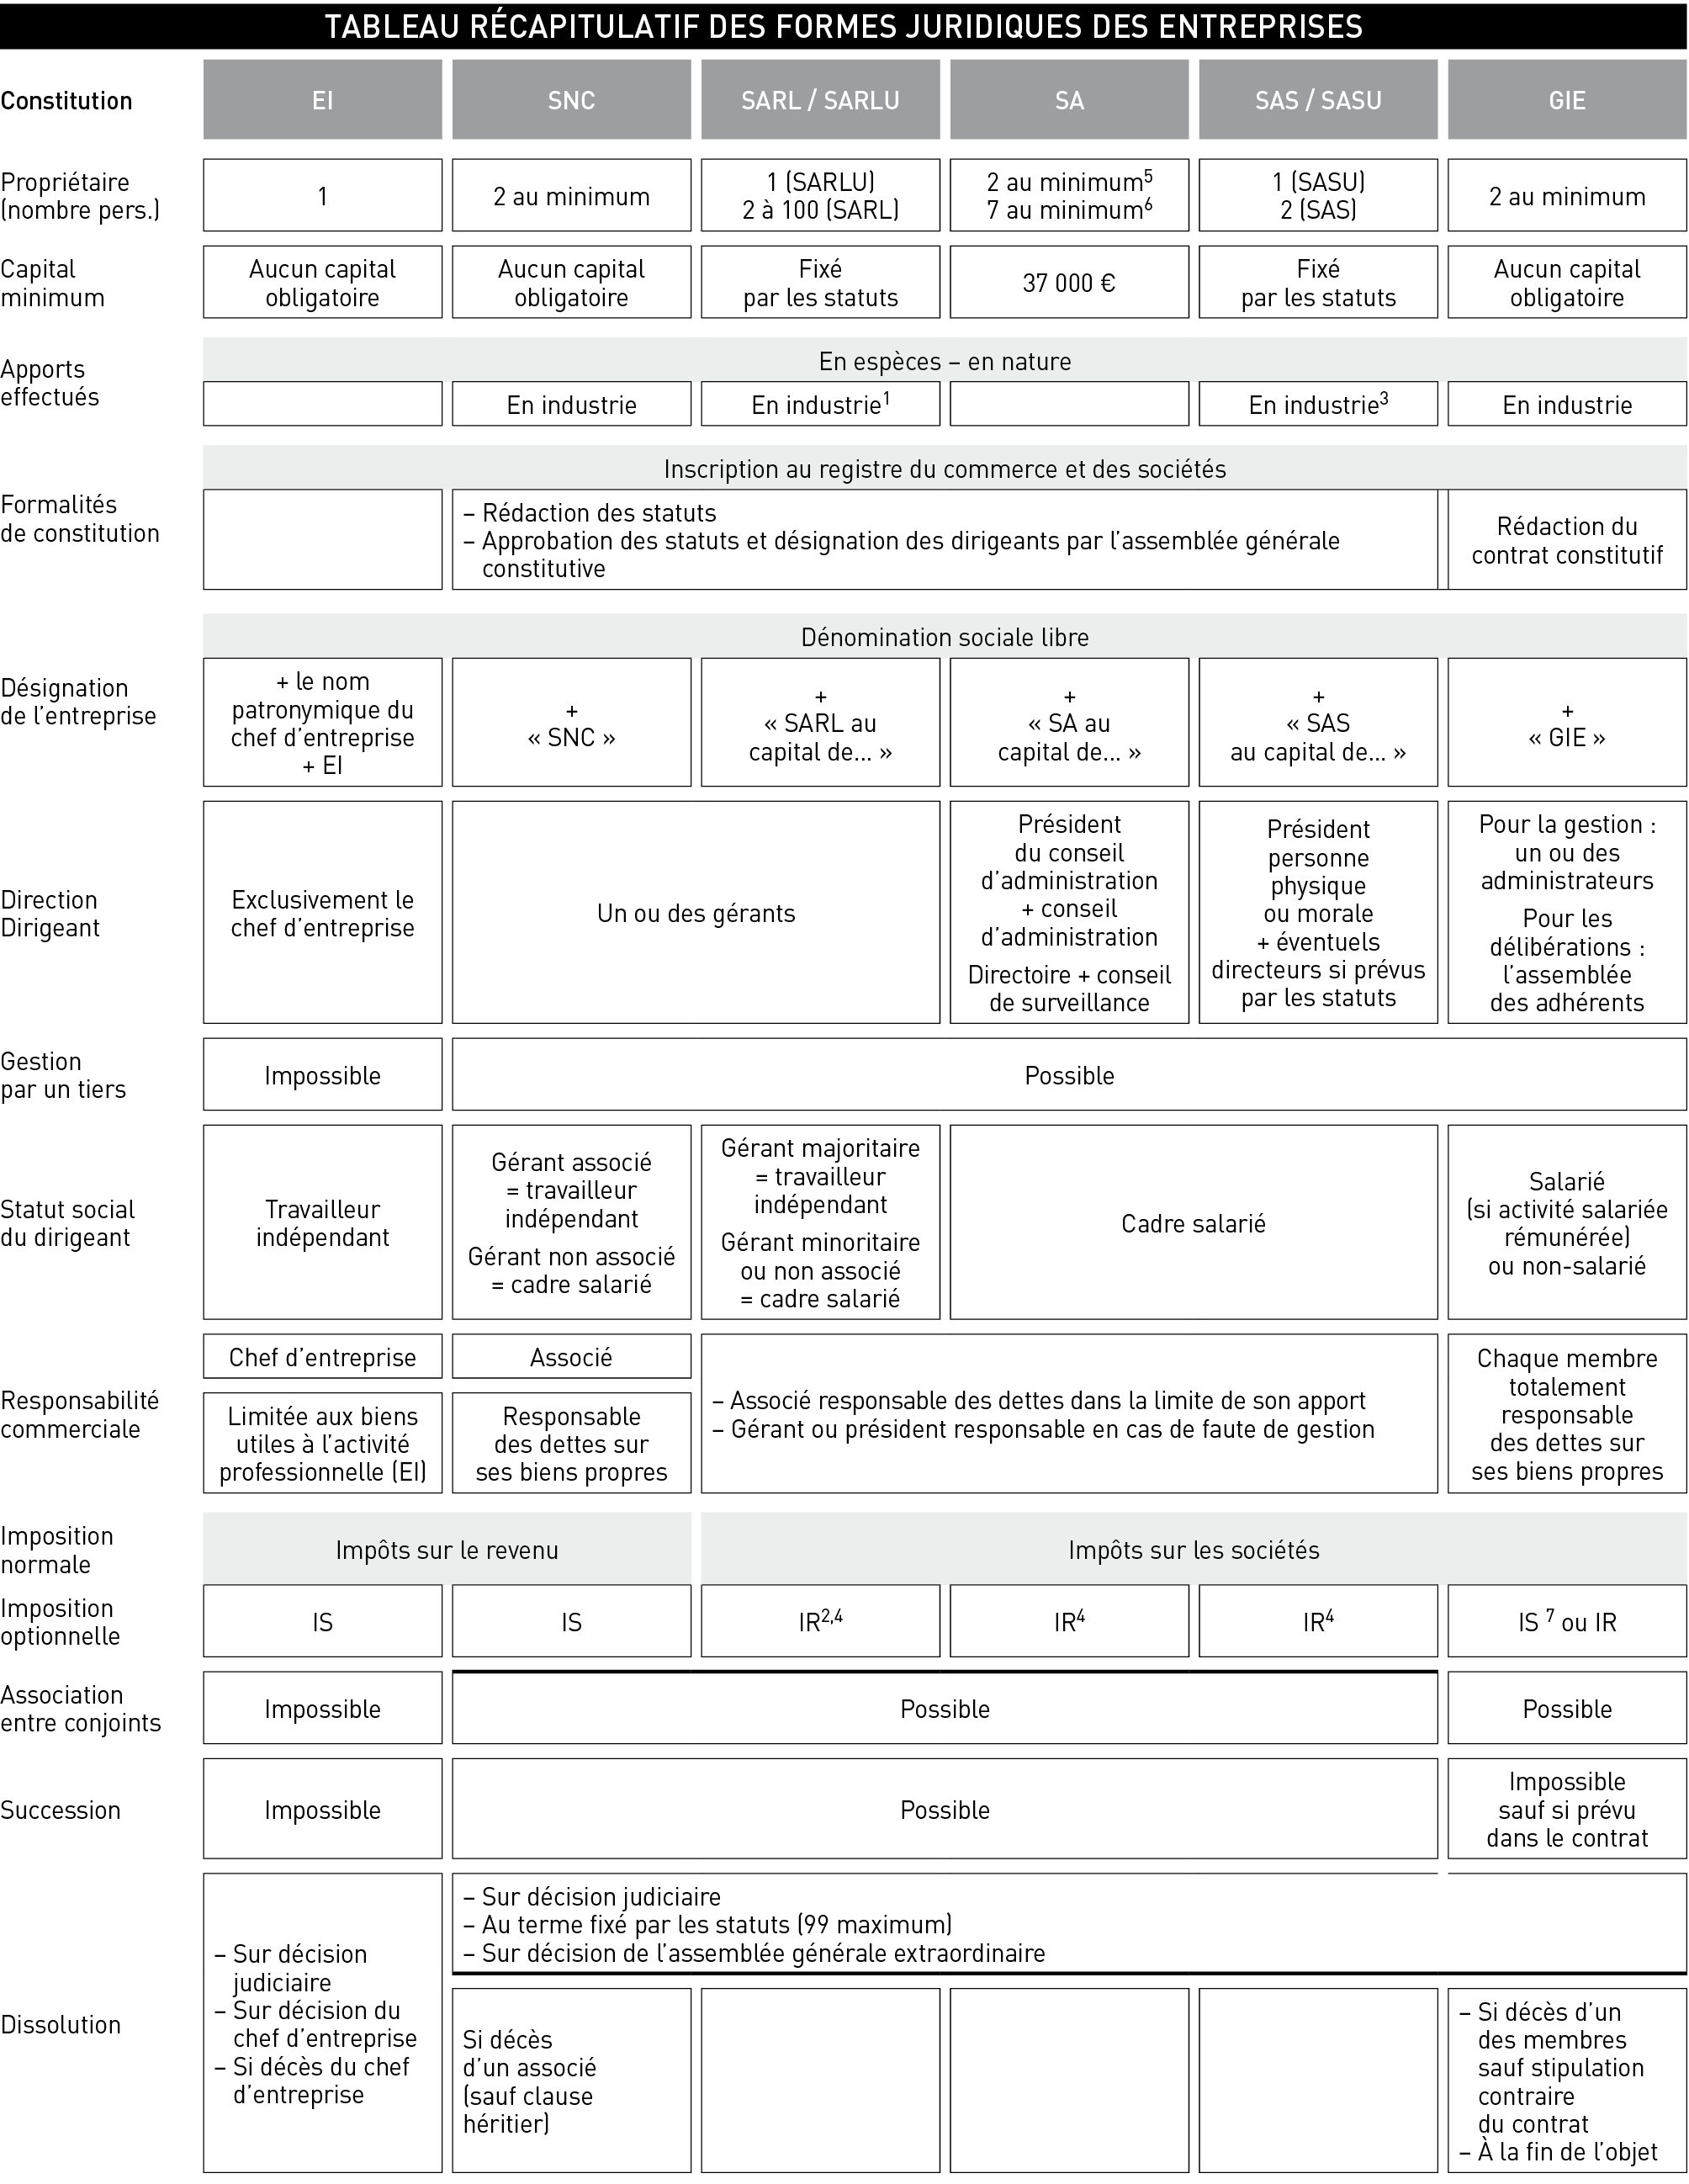 TABLEAU RÉCAPITULATIF DES FORMES JURIDIQUES DES ENTREPRISES
Constitution
EI
SNC
SARL / SARLU
SA
SAS / SASU
GIE
Propriétaire
(nombre pers.)
1
2 au minimum
1 (SARLU)
2 à 100 (SARL)
2 au minimum⁵
7 au minimum⁶
1 (SASU)
2 (SAS)
2 au minimum
Capital
minimum
Aucun capital
obligatoire
Aucun capital
obligatoire
Fixé
par les statuts
37 000 €
Fixé
par les statuts
Aucun capital
obligatoire
Apports
effectués
En espèces – en nature
En industrie
En industrie¹
En industrie³
En industrie
Formalités
de constitution
Inscription au registre du commerce et des sociétés
– Rédaction des statuts
– Approbation des statuts et désignation des dirigeants par l’assemblée générale
constitutive
Rédaction du
contrat constitutif
Désignation
de l’entreprise
Dénomination sociale libre
+ le nom
patronymique du
chef d’entreprise
+ EI
+
« SNC »
+
« SARL au
capital de... »
+
« SA au
capital de... »
+
« SAS
au capital de... »
+
« GIE »
Direction
Dirigeant
Exclusivement le
chef d’entreprise
Un ou des gérants
Président
du conseil
d’administration
+ conseil
d’administration
Directoire + conseil
de surveillance
Président
personne
physique
ou morale
+ éventuels
directeurs si prévus
par les statuts
Pour la gestion :
un ou des
administrateurs
Pour les
délibérations :
l’assemblée
des adhérents
Gestion
par un tiers
Impossible
Possible
Statut social
du dirigeant
Travailleur
indépendant
Gérant associé
= travailleur
indépendant
Gérant non associé
= cadre salarié
Gérant majoritaire
= travailleur
indépendant
Gérant minoritaire
ou non associé
= cadre salarié
Cadre salarié
Salarié
(si activité salariée
rémunérée)
ou non-salarié
Responsabilité
commerciale
Chef d’entreprise
Limitée aux biens
utiles à l’activité
professionnelle (EI)
Associé
Responsable
des dettes sur
ses biens propres
– Associé responsable des dettes dans la limite de son apport
– Gérant ou président responsable en cas de faute de gestion
Chaque membre
totalement
responsable
des dettes sur
ses biens propres
Imposition
normale
Impôts sur le revenu
Impôts sur les sociétés
Imposition
optionnelle
IS
IS
IR²,⁴
IR⁴
IR⁴
IS ⁷ ou IR
Association
entre conjoints
Impossible
Possible
Possible
Succession
Impossible
Possible
Impossible
sauf si prévu
dans le contrat
Dissolution
– Sur décision
judiciaire
– Sur décision du
chef d’entreprise
– Si décès du chef
d’entreprise
– Sur décision judiciaire
– Au terme fixé par les statuts (99 maximum)
– Sur décision de l’assemblée générale extraordinaire
Si décès
d’un associé
(sauf clause
héritier)
– Si décès d’un
des membres
sauf stipulation
contraire
du contrat
– À la fin de l’objet